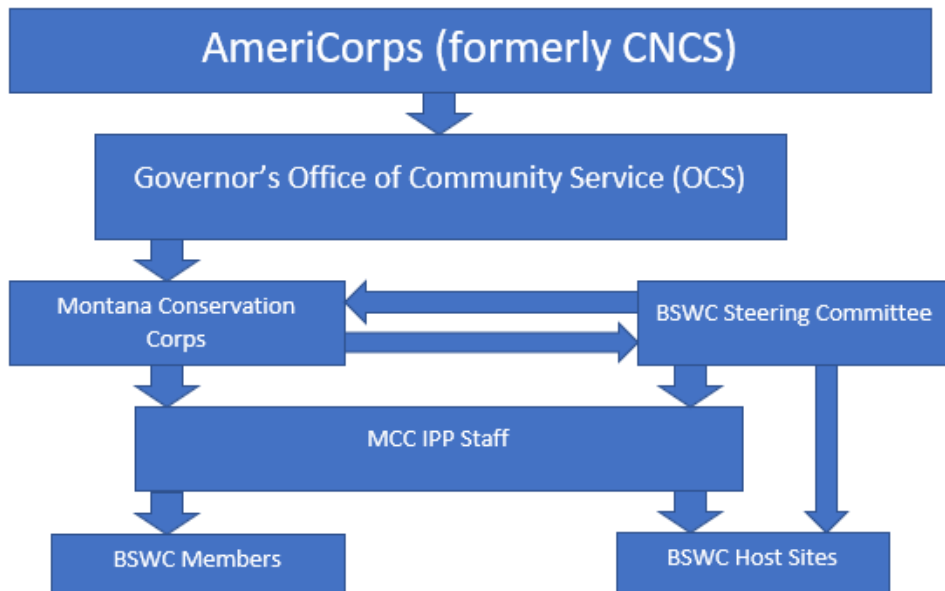 AmeriCorps (formerly CNCS)
Governor's Office of Community Service (OCS)
Montana Conservation
Corps
BSWC Steering Committee
MCC IPP Staff
BSWC Members
BSWC Host Sites